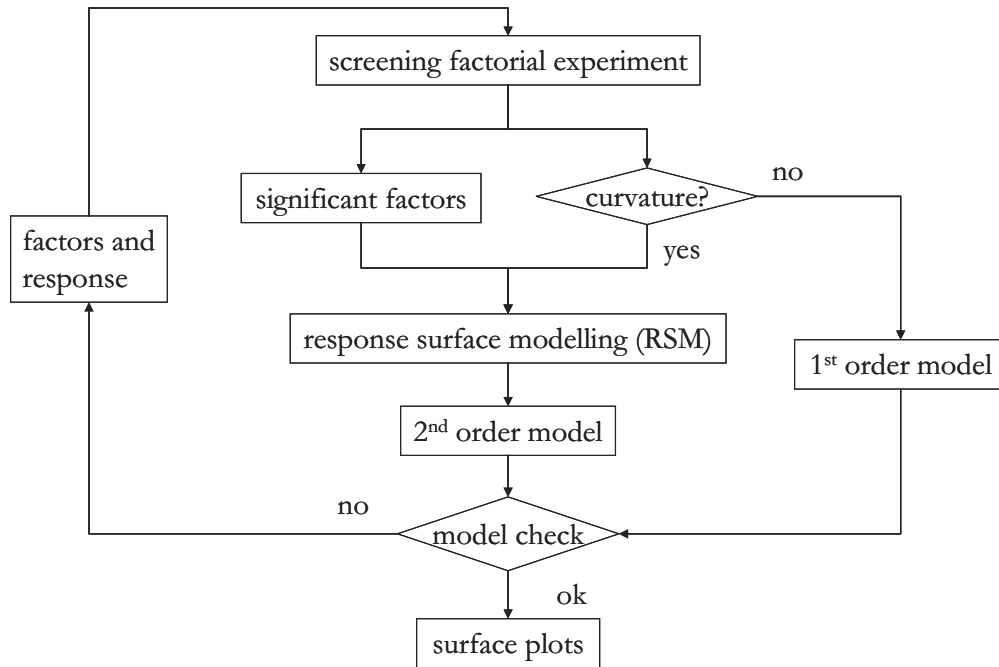 screening factorial experiment
significant factors
curvature?
no
yes
factors and
response
response surface modelling (RSM)
1st order model
2nd order model
no
model check
ok
surface plots